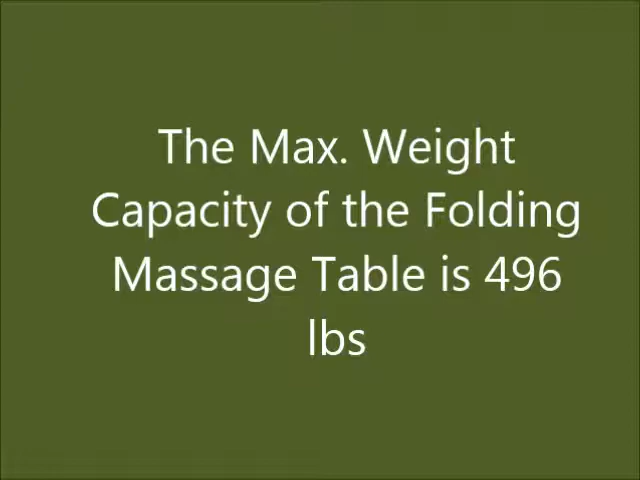 The Max. Weight
Capacity of the Folding
Massage Table is 496
lbs